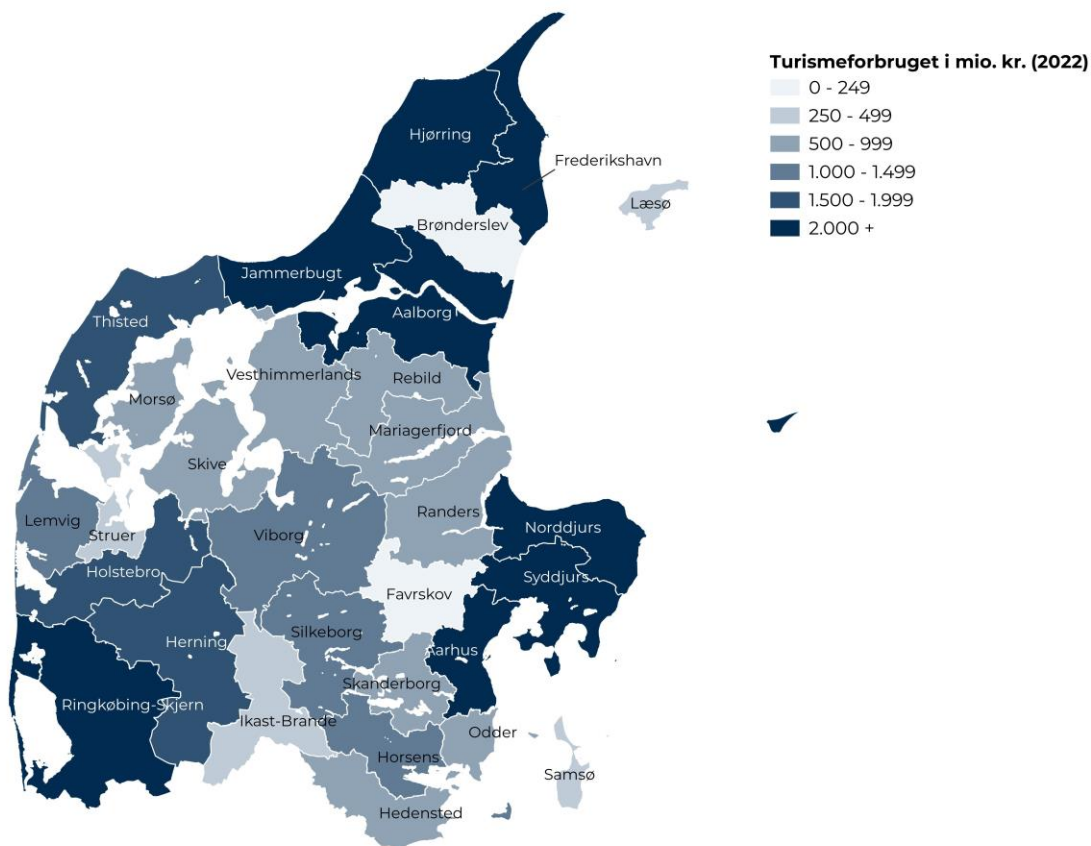 Turismeforbruget i mio. kr. (2022)
0 - 249
250 - 499
500 - 999
1.000 - 1.499
1.500 - 1.999
2.000 +
Hjørring
Frederikshavn
Læsø
Brønderslev
Jammerbugt
Aalborg
Thisted
Vesthimmerlands
Rebild
Morsø
Mariagerfjord
Skive
Randers
Lemvig
Struer
Viborg
Norddjurs
Holstebro
Syddjurs
Favrskov
Silkeborg
Herning
Aarhus
Skanderborg
Ringkøbing-Skjern
Ikast-Brande
Odder
Horsens
Samsø
Hedensted